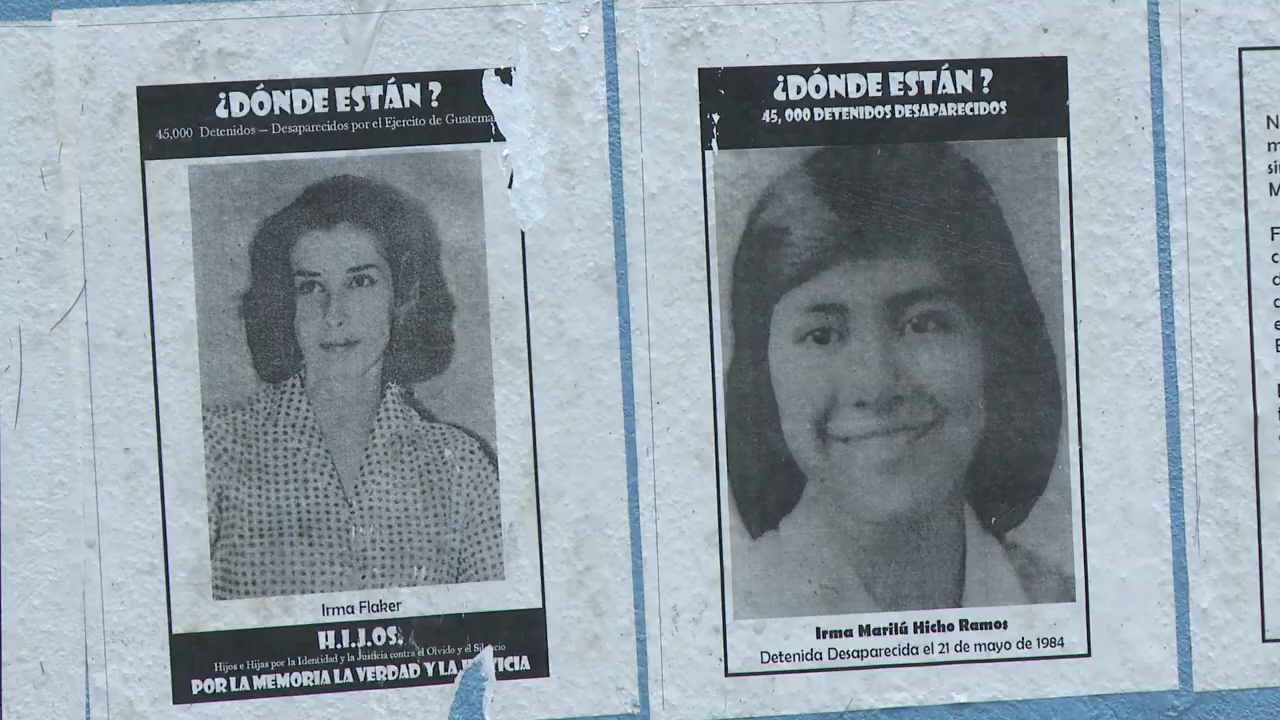 ¿DÓNDE ESTÁN ?
45,000 Detenidos – Desaparecidos por el Ejercito de Guatema
Irma Flaker
H.I.J.O.S.
Hijos e Hijas por la Identidad y la Justicia contra el Olvido y el
POR LA MEMORIA LA VERDAD Y LA
¿DÓNDE ESTÁN ?
45, 000 DETENIDOS DESAPARECIDOS
Irma Marilú Hicho Ramos
Detenida Desaparecida el 21 de mayo de 1984